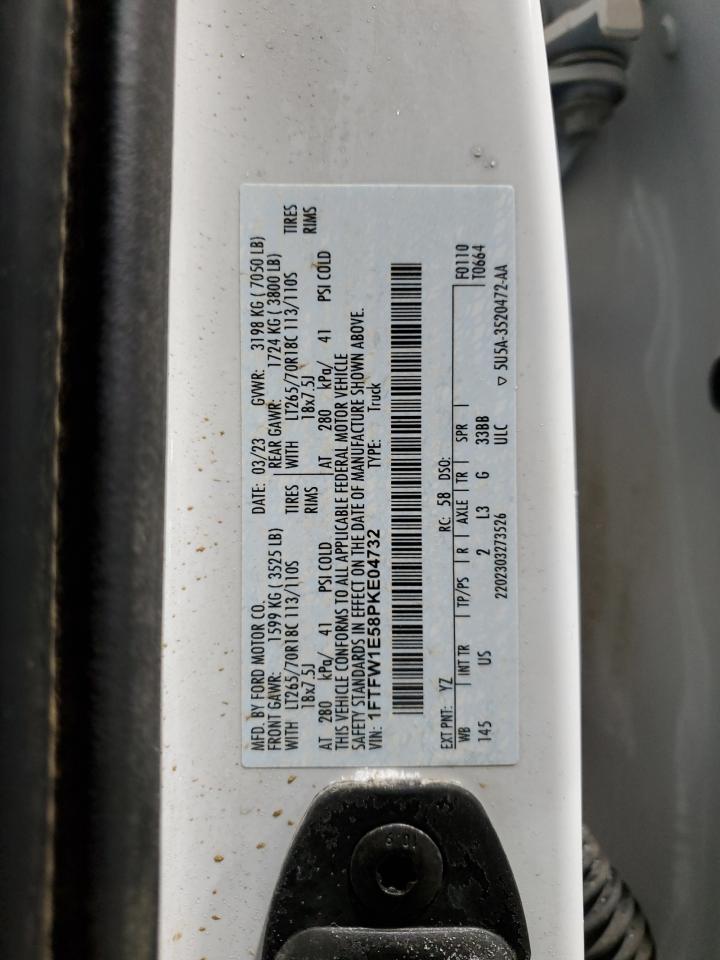 MFD. BY FORD MOTOR CO. DATE: 03/23 GVWR: 3198 KG ( 7050 LB)
FRONT GAWR: 1599 KG ( 3525 LB) REAR GAWR: 1724 KG ( 3800 LB)
WITH LT265/70R18C 113/110S TIRES WITH LT265/70R18C 113/110S TIRES
18x7.5J RIMS 18x7.5J RIMS
AT 280 kPa/ 41 PSI COLD AT 280 kPa/ 41 PSI COLD
THIS VEHICLE CONFORMS TO ALL APPLICABLE FEDERAL MOTOR VEHICLE
SAFETY STANDARDS IN EFFECT ON THE DATE OF MANUFACTURE SHOWN ABOVE.
VIN: 1FTFW1E58PKE04732 TYPE: Truck
EXT PNT: YZ RC: 58 DSO: F0110
WB INT TR TP/PS R AXLE TR SPR T0664
145 US 2 L3 G 33BB
2202303273526 ULC ▽ 5U5A-3520472-AA
10.9